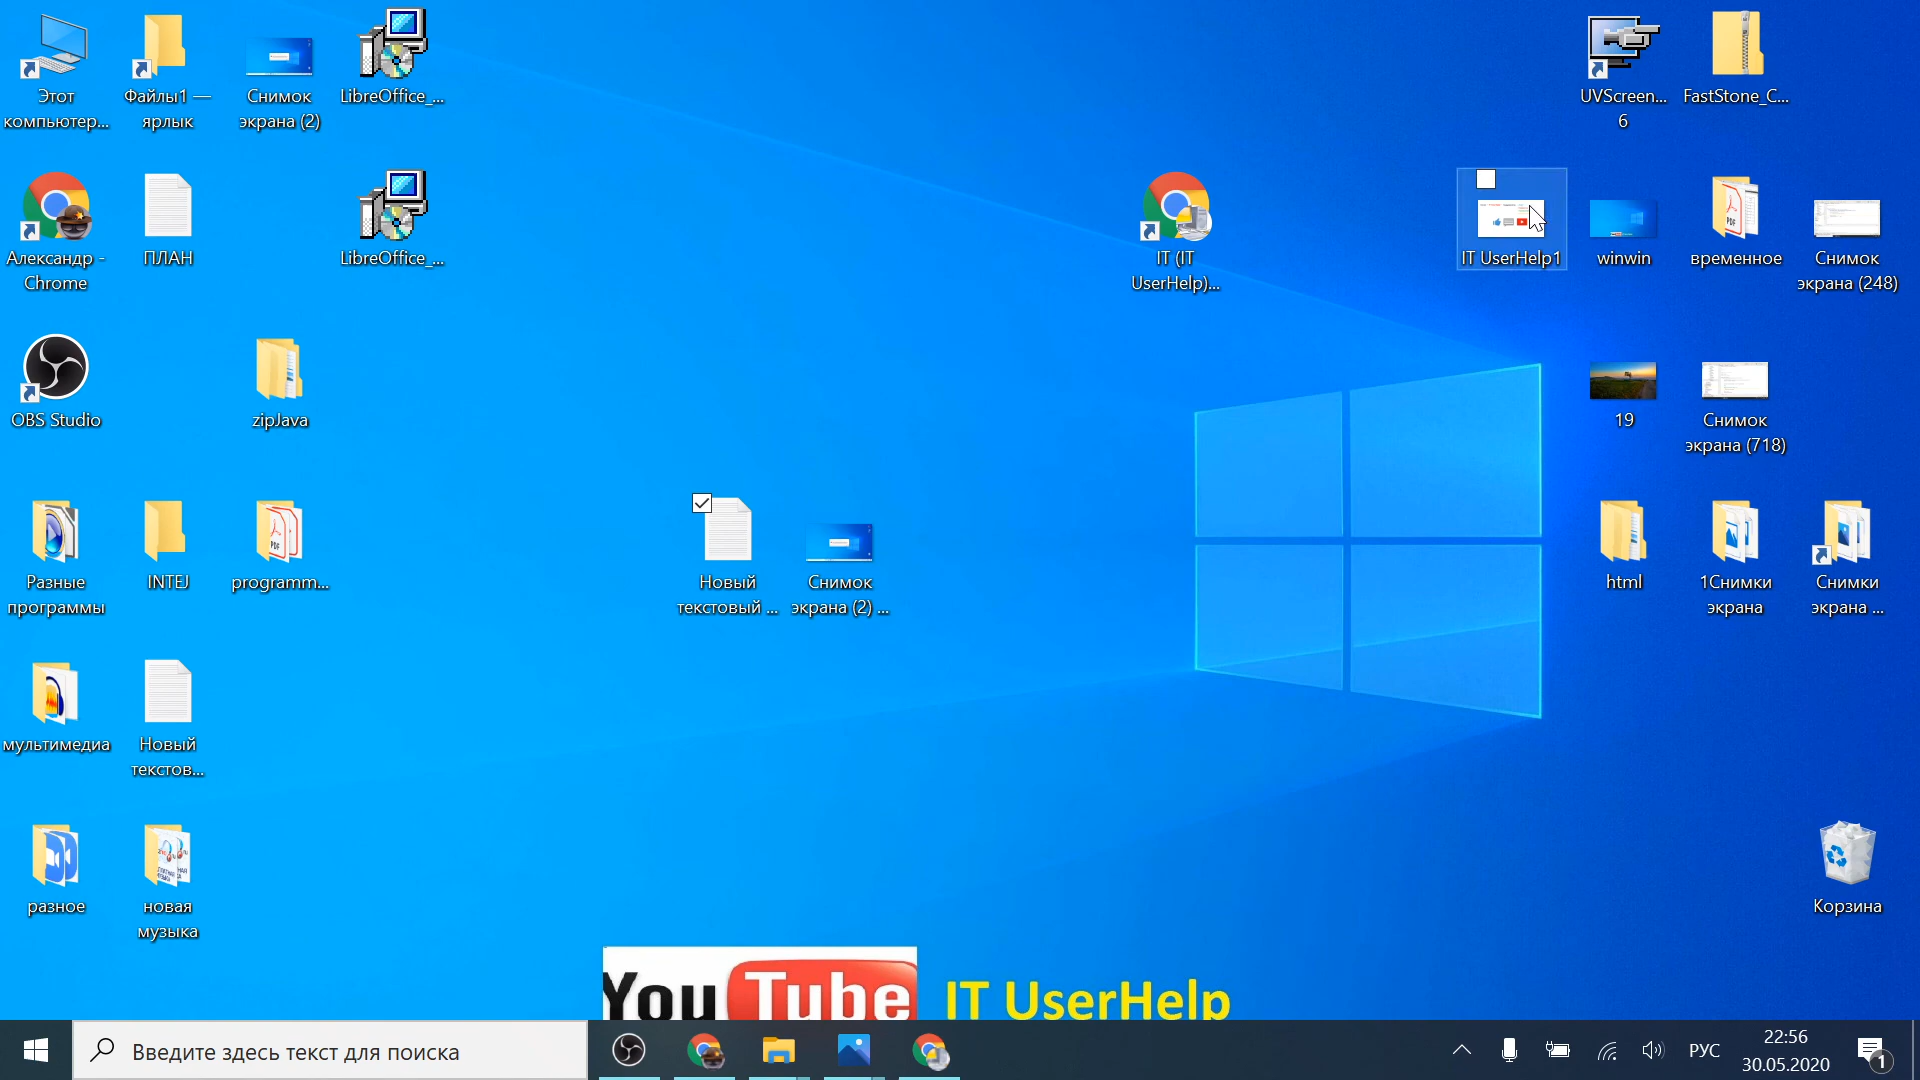 Этот
компьютер...
Файлы1 —
ярлык
Снимок
экрана (2)
LibreOffice_...
UVScreen...
6
FastStone_C...
Александр -
Chrome
ПЛАН
LibreOffice_...
IT (IT
UserHelp)...
IT UserHelp1
winwin
временное
Снимок
экрана (248)
OBS Studio
zipJava
19
Снимок
экрана (718)
Разные
программы
INTEJ
programm...
Новый
текстовый ...
Снимок
экрана (2) ...
html
1Снимки
экрана
Снимки
экрана ...
мультимедиа
Новый
текстов...
разное
новая
музыка
Корзина
YouTube
IT UserHelp
Введите здесь текст для поиска
РУС
22:56
30.05.2020
1